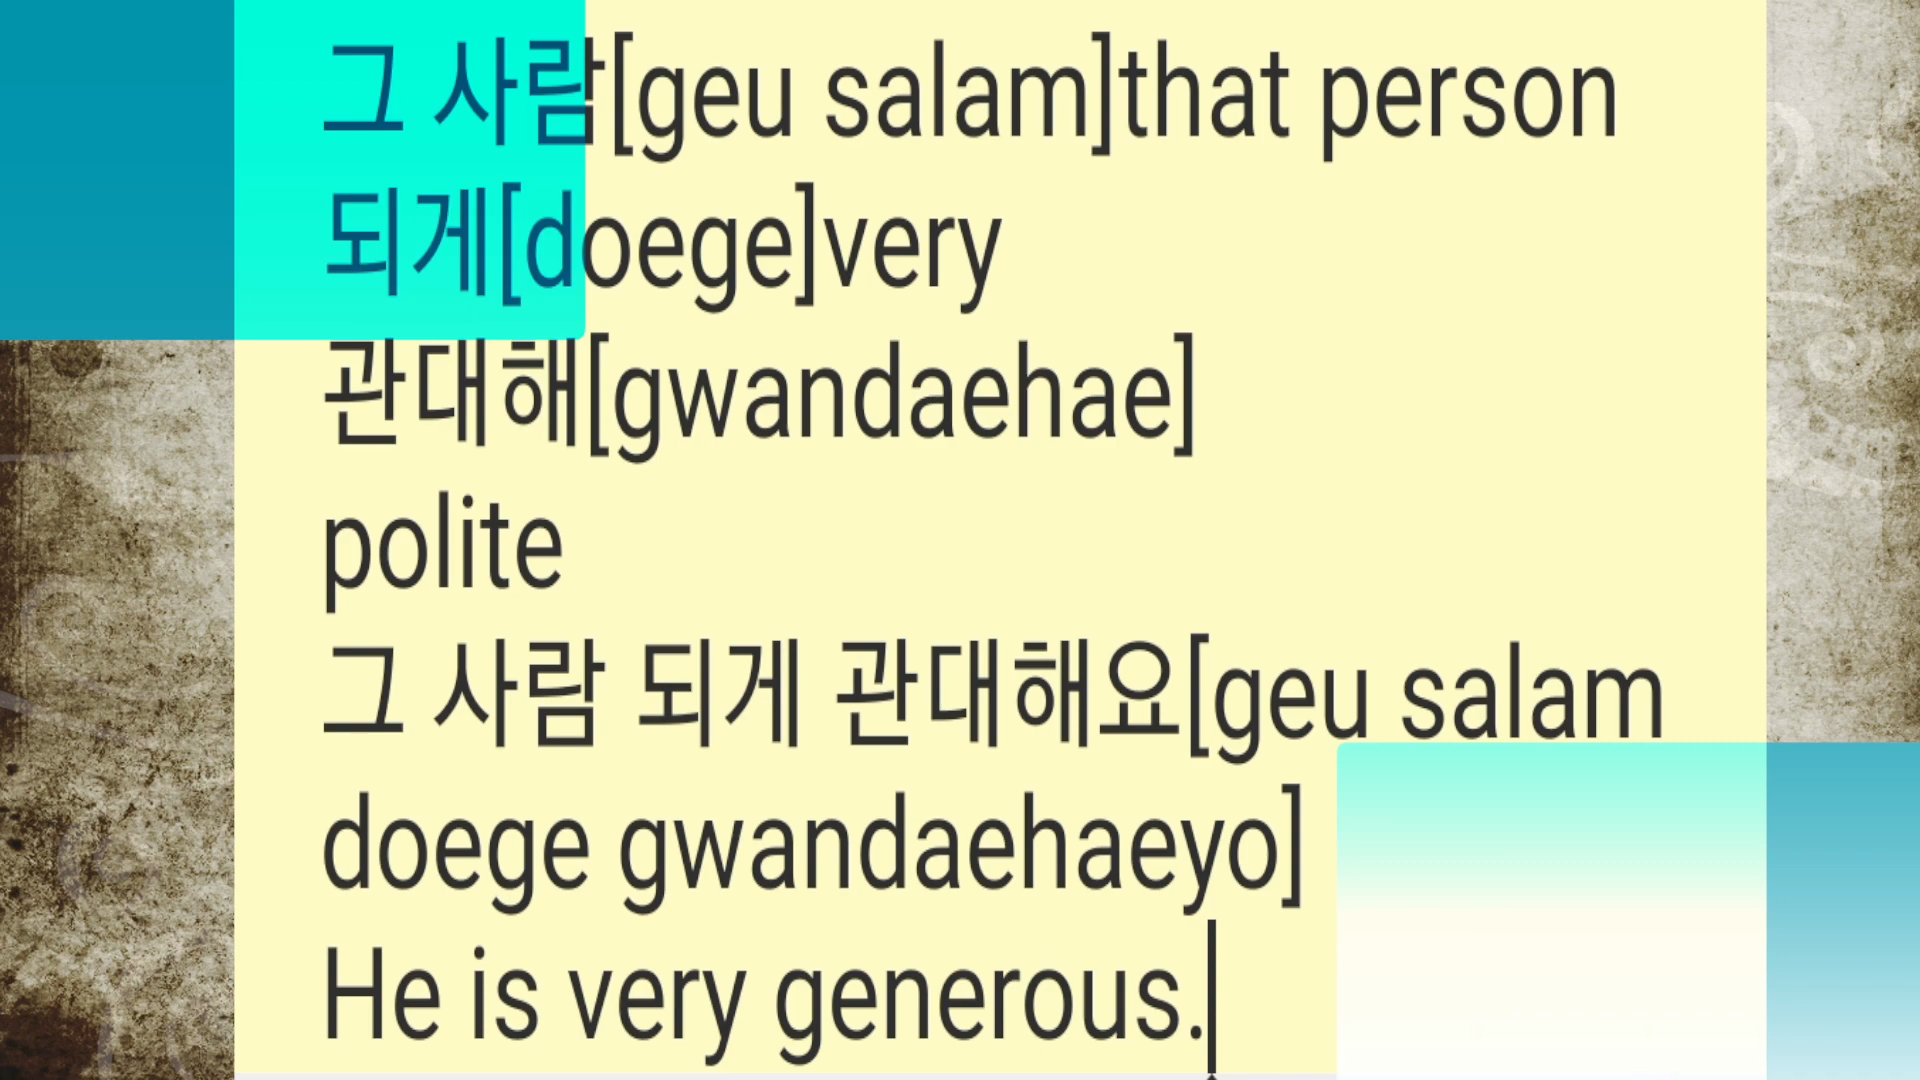 그 사람[geu salam]that person
되게[doege]very
관대해[gwandaehae]
polite
그 사람 되게 관대해요[geu salam
doege gwandaehaeyo]
He is very generous.